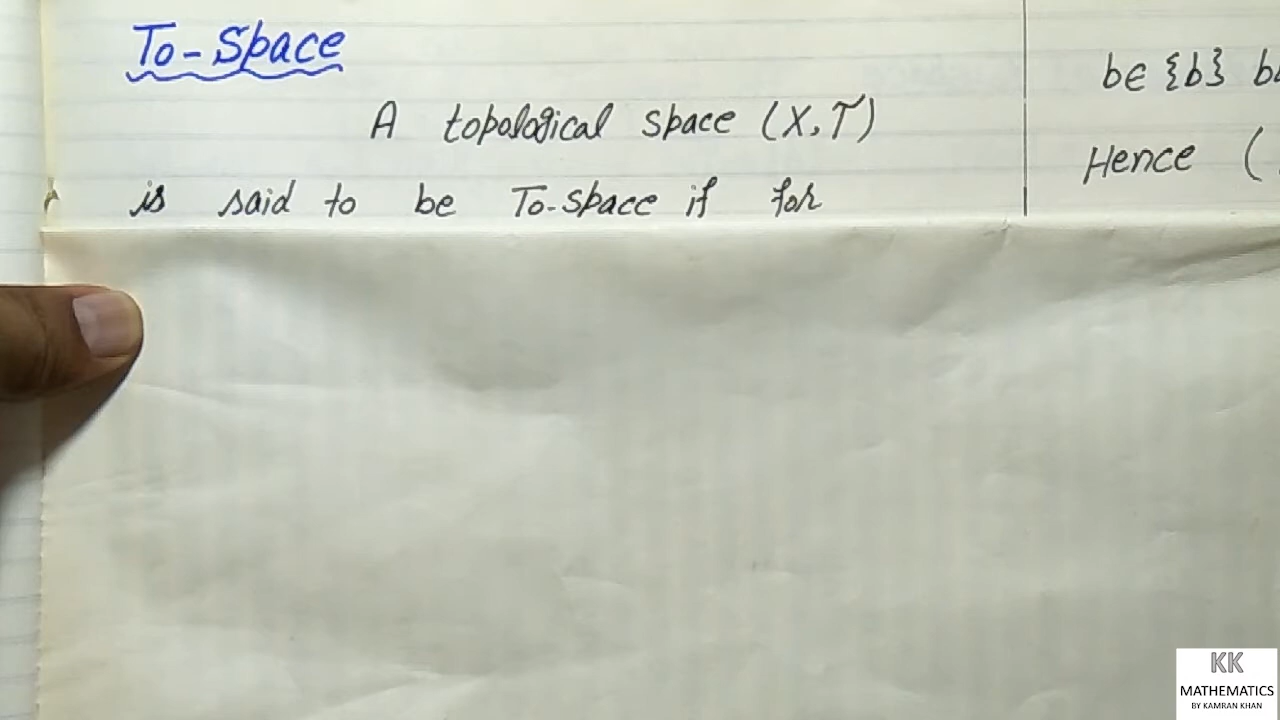 To-Space
A topological space (X,τ)
is said to be To-space if for
be {b} b
Hence (
KK
MATHEMATICS
BY KAMRAN KHAN